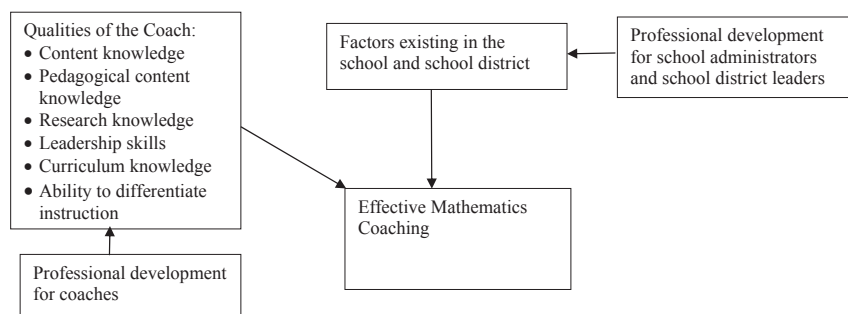 Qualities of the Coach:
• Content knowledge
• Pedagogical content
knowledge
• Research knowledge
• Leadership skills
• Curriculum knowledge
• Ability to differentiate
instruction
Factors existing in the
school and school district
Professional development
for school administrators
and school district leaders
Effective Mathematics
Coaching
Professional development
for coaches